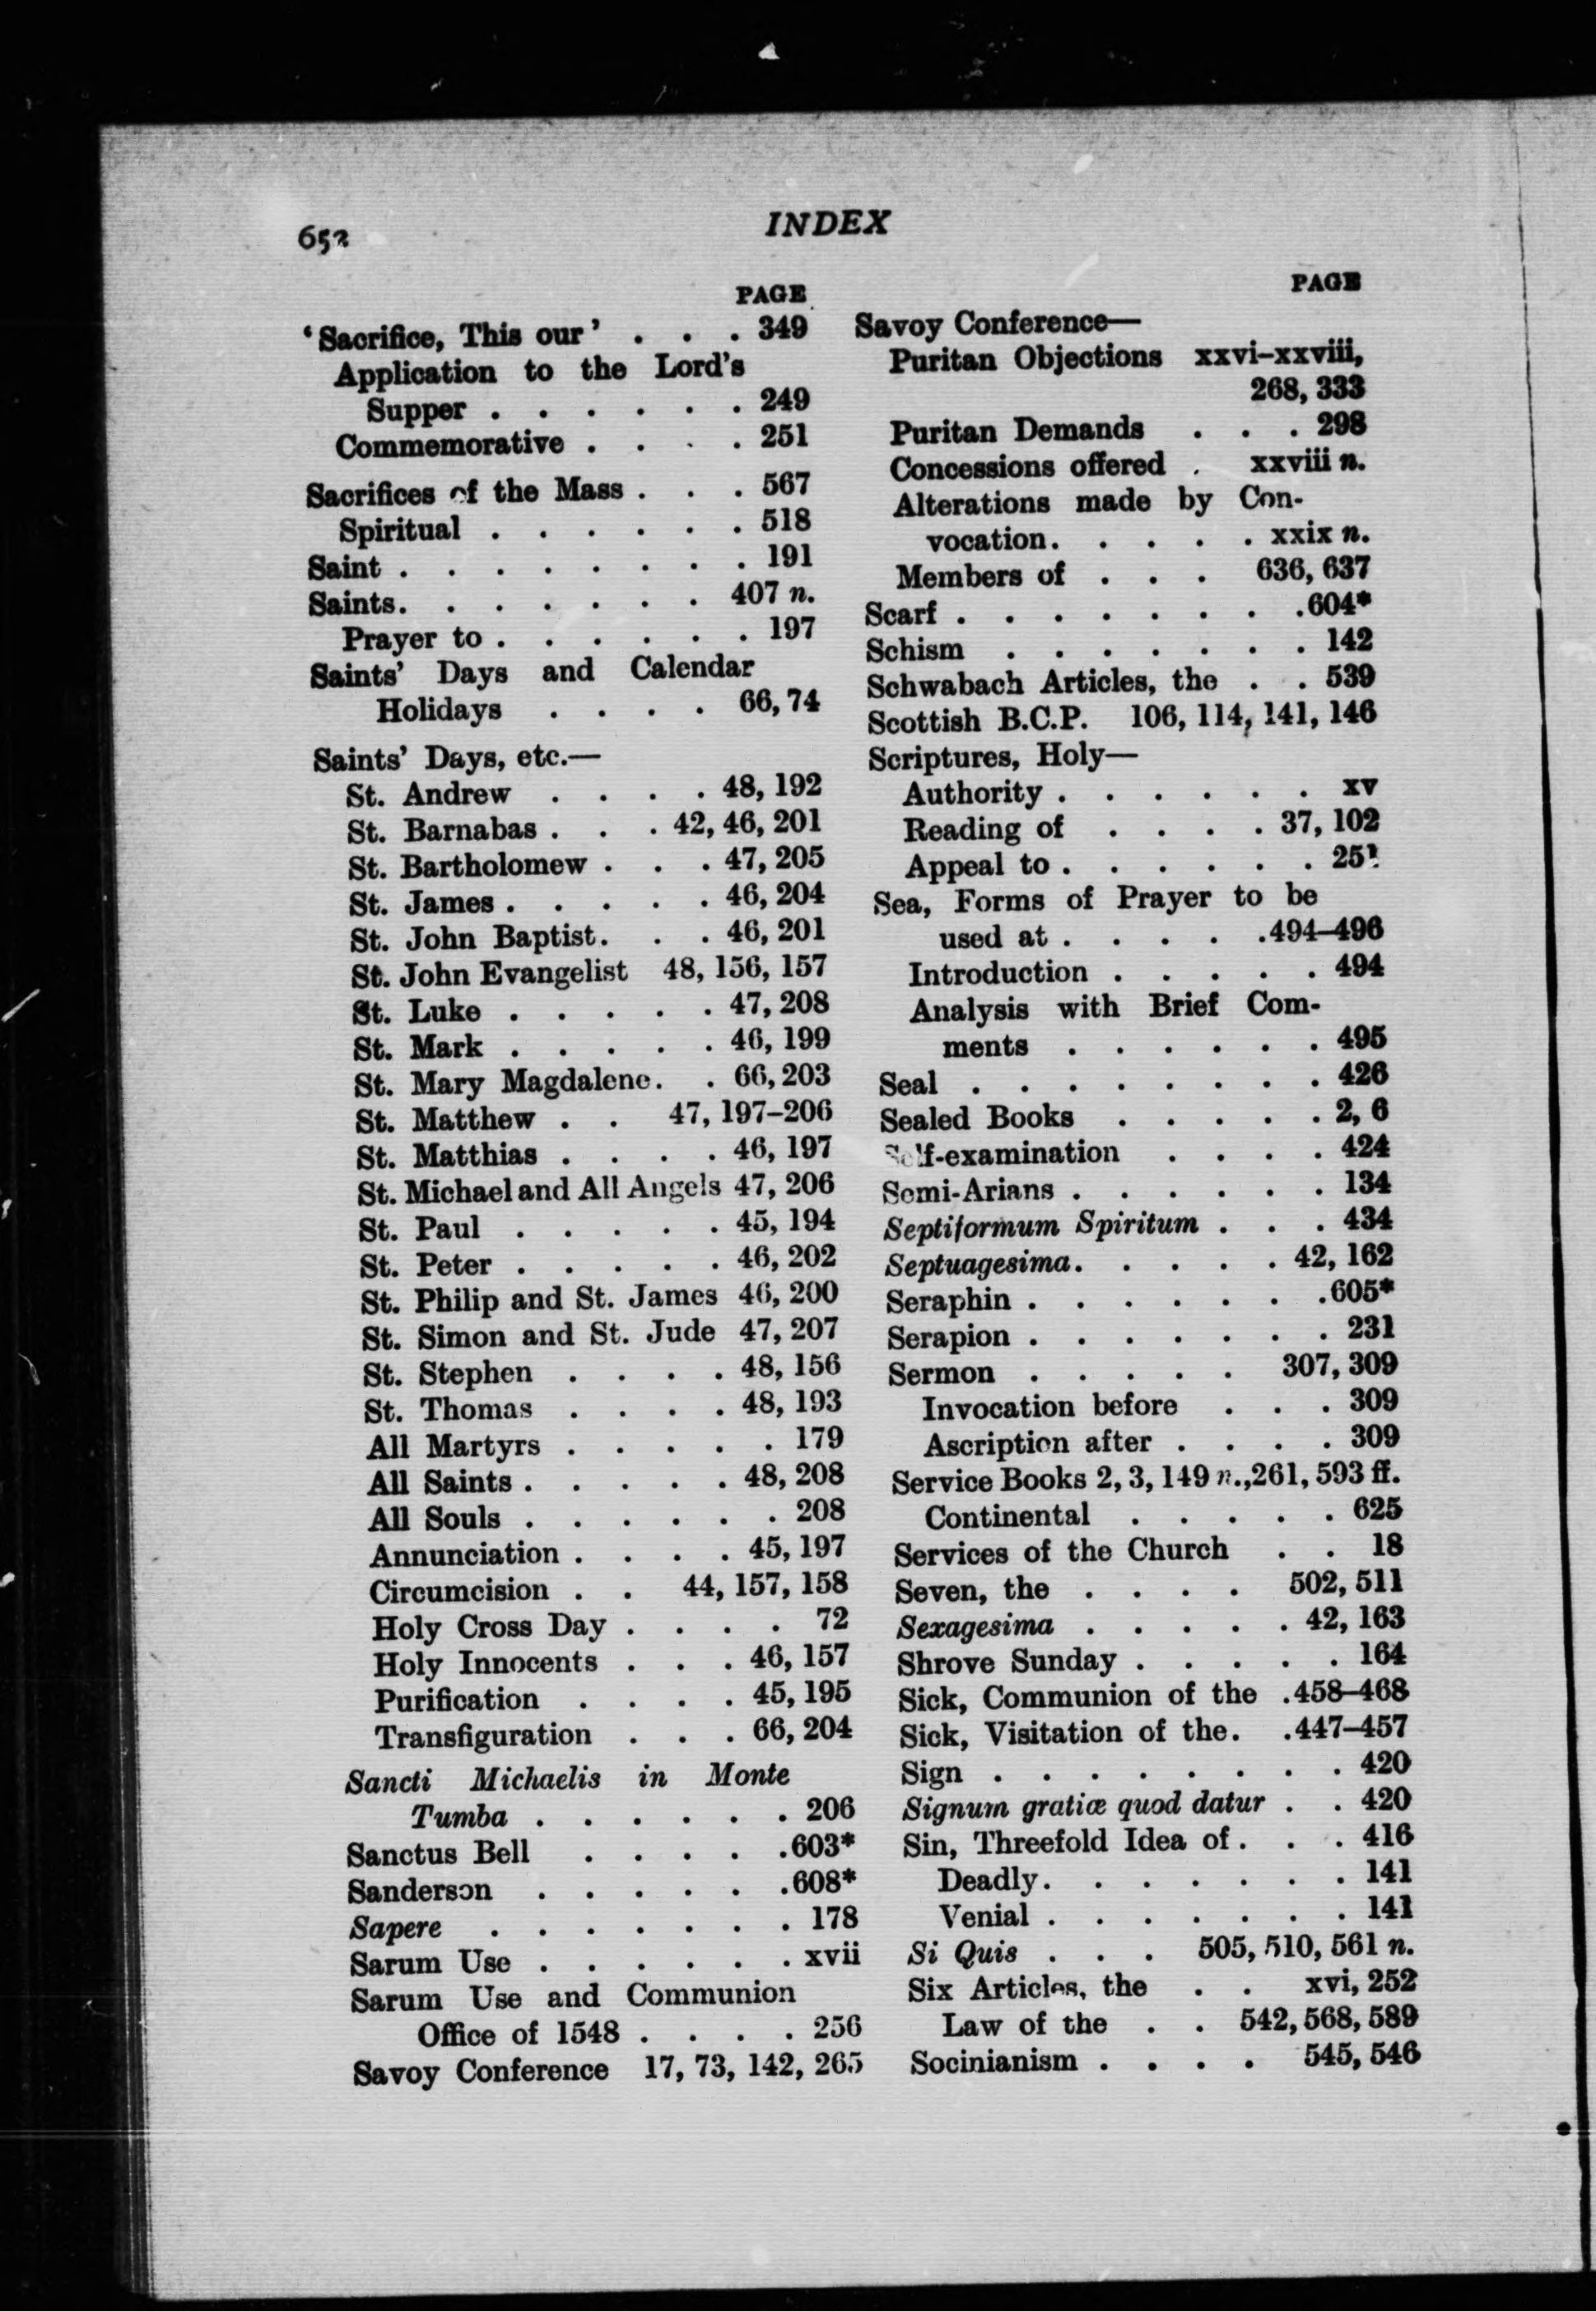 652
INDEX
PAGE
‘Sacrifice, This our’ . . . 349
Application to the Lord's
Supper . . . . . . 249
Commemorative . . . . 251
Sacrifices of the Mass . . . 567
Spiritual . . . . . . 518
Saint . . . . . . . . 191
Saints. . . . . . . 407 n.
Prayer to . . . . . . 197
Saints' Days and Calendar
Holidays . . . . 66, 74
Saints' Days, etc.—
St. Andrew . . . . 48, 192
St. Barnabas . . . 42, 46, 201
St. Bartholomew . . . 47, 205
St. James . . . . . 46, 204
St. John Baptist. . . 46, 201
St. John Evangelist 48, 156, 157
St. Luke . . . . . 47, 208
St. Mark . . . . . 46, 199
St. Mary Magdalene. . 66, 203
St. Matthew . . 47, 197–206
St. Matthias . . . . 46, 197
St. Michael and All Angels 47, 206
St. Paul . . . . . 45, 194
St. Peter . . . . . 46, 202
St. Philip and St. James 46, 200
St. Simon and St. Jude 47, 207
St. Stephen . . . . 48, 156
St. Thomas . . . . 48, 193
All Martyrs . . . . . 179
All Saints . . . . . 48, 208
All Souls . . . . . . 208
Annunciation . . . . 45, 197
Circumcision . . 44, 157, 158
Holy Cross Day . . . . 72
Holy Innocents . . . 46, 157
Purification . . . . 45, 195
Transfiguration . . . 66, 204
Sancti Michaelis in Monte
Tumba . . . . . . 206
Sanctus Bell . . . . .603*
Sanderson . . . . . .608*
Sapere . . . . . . . 178
Sarum Use . . . . . . xvii
Sarum Use and Communion
Office of 1548 . . . . 256
Savoy Conference 17, 73, 142, 265
PAGE
Savoy Conference—
Puritan Objections xxvi–xxviii,
268, 333
Puritan Demands . . . 298
Concessions offered . xxviii n.
Alterations made by Con-
vocation. . . . . xxix n.
Members of . . . 636, 637
Scarf . . . . . . . .604*
Schism . . . . . . . 142
Schwabach Articles, the . . 539
Scottish B.C.P. 106, 114, 141, 146
Scriptures, Holy—
Authority . . . . . . xv
Reading of . . . . 37, 102
Appeal to . . . . . . 251
Sea, Forms of Prayer to be
used at . . . . .494–496
Introduction . . . . . 494
Analysis with Brief Com-
ments . . . . . . 495
Seal . . . . . . . . 426
Sealed Books . . . . . 2, 6
Self-examination . . . . 424
Semi-Arians . . . . . . 134
Septiformum Spiritum . . . 434
Septuagesima. . . . . 42, 162
Seraphin . . . . . . .605*
Serapion . . . . . . . 231
Sermon . . . . . 307, 309
Invocation before . . . 309
Ascription after . . . . 309
Service Books 2, 3, 149 n., 261, 593 ff.
Continental . . . . . 625
Services of the Church . . 18
Seven, the . . . . 502, 511
Sexagesima . . . . . 42, 163
Shrove Sunday . . . . . 164
Sick, Communion of the .458–468
Sick, Visitation of the. .447–457
Sign . . . . . . . . 420
Signum gratiæ quod datur . . 420
Sin, Threefold Idea of. . . 416
Deadly. . . . . . . 141
Venial . . . . . . . 141
Si Quis . . . 505, 510, 561 n.
Six Articles, the . . xvi, 252
Law of the . . 542, 568, 589
Socinianism . . . . 545, 546